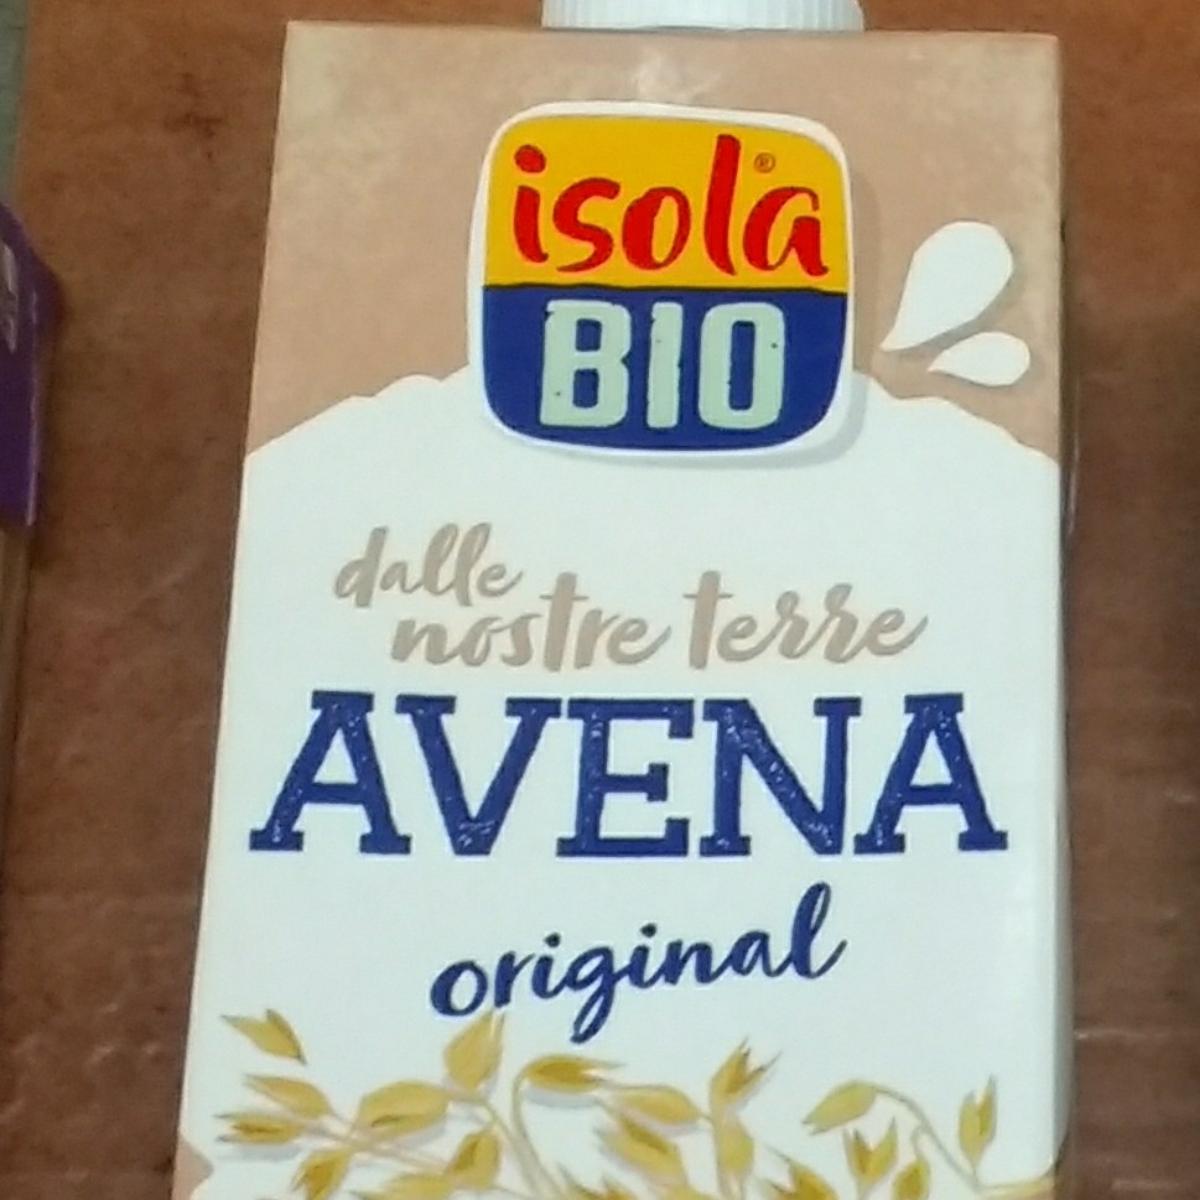 isola®
BIO
dalle
nostre terre
AVENA
original